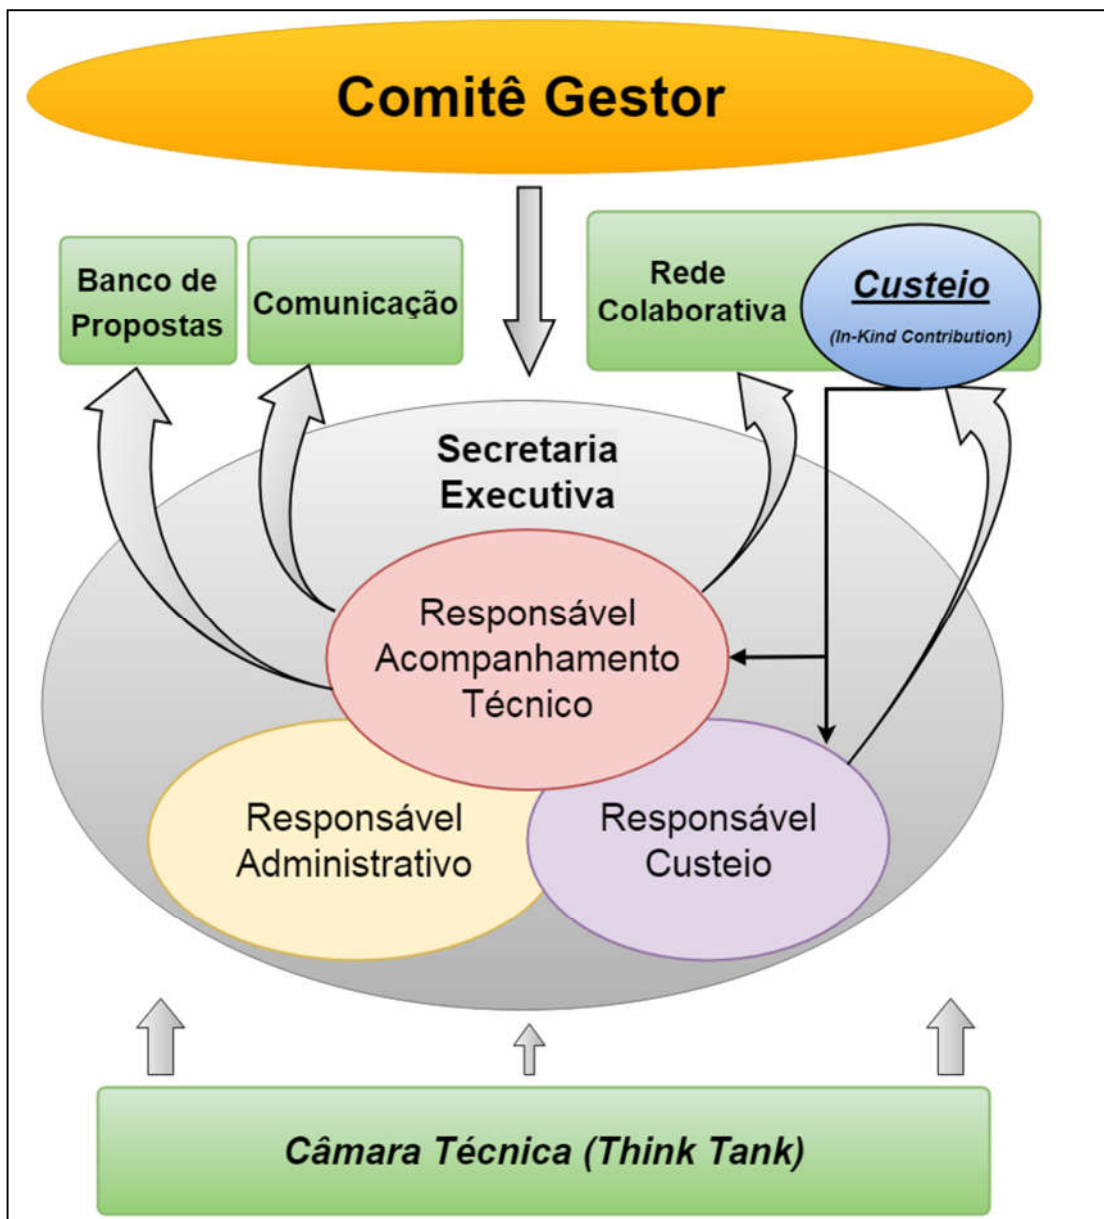 Comitê Gestor
Banco de
Propostas
Comunicação
Rede
Colaborativa
Custeio
(In-Kind Contribution)
Secretaria
Executiva
Responsável
Acompanhamento
Técnico
Responsável
Administrativo
Responsável
Custeio
Câmara Técnica (Think Tank)